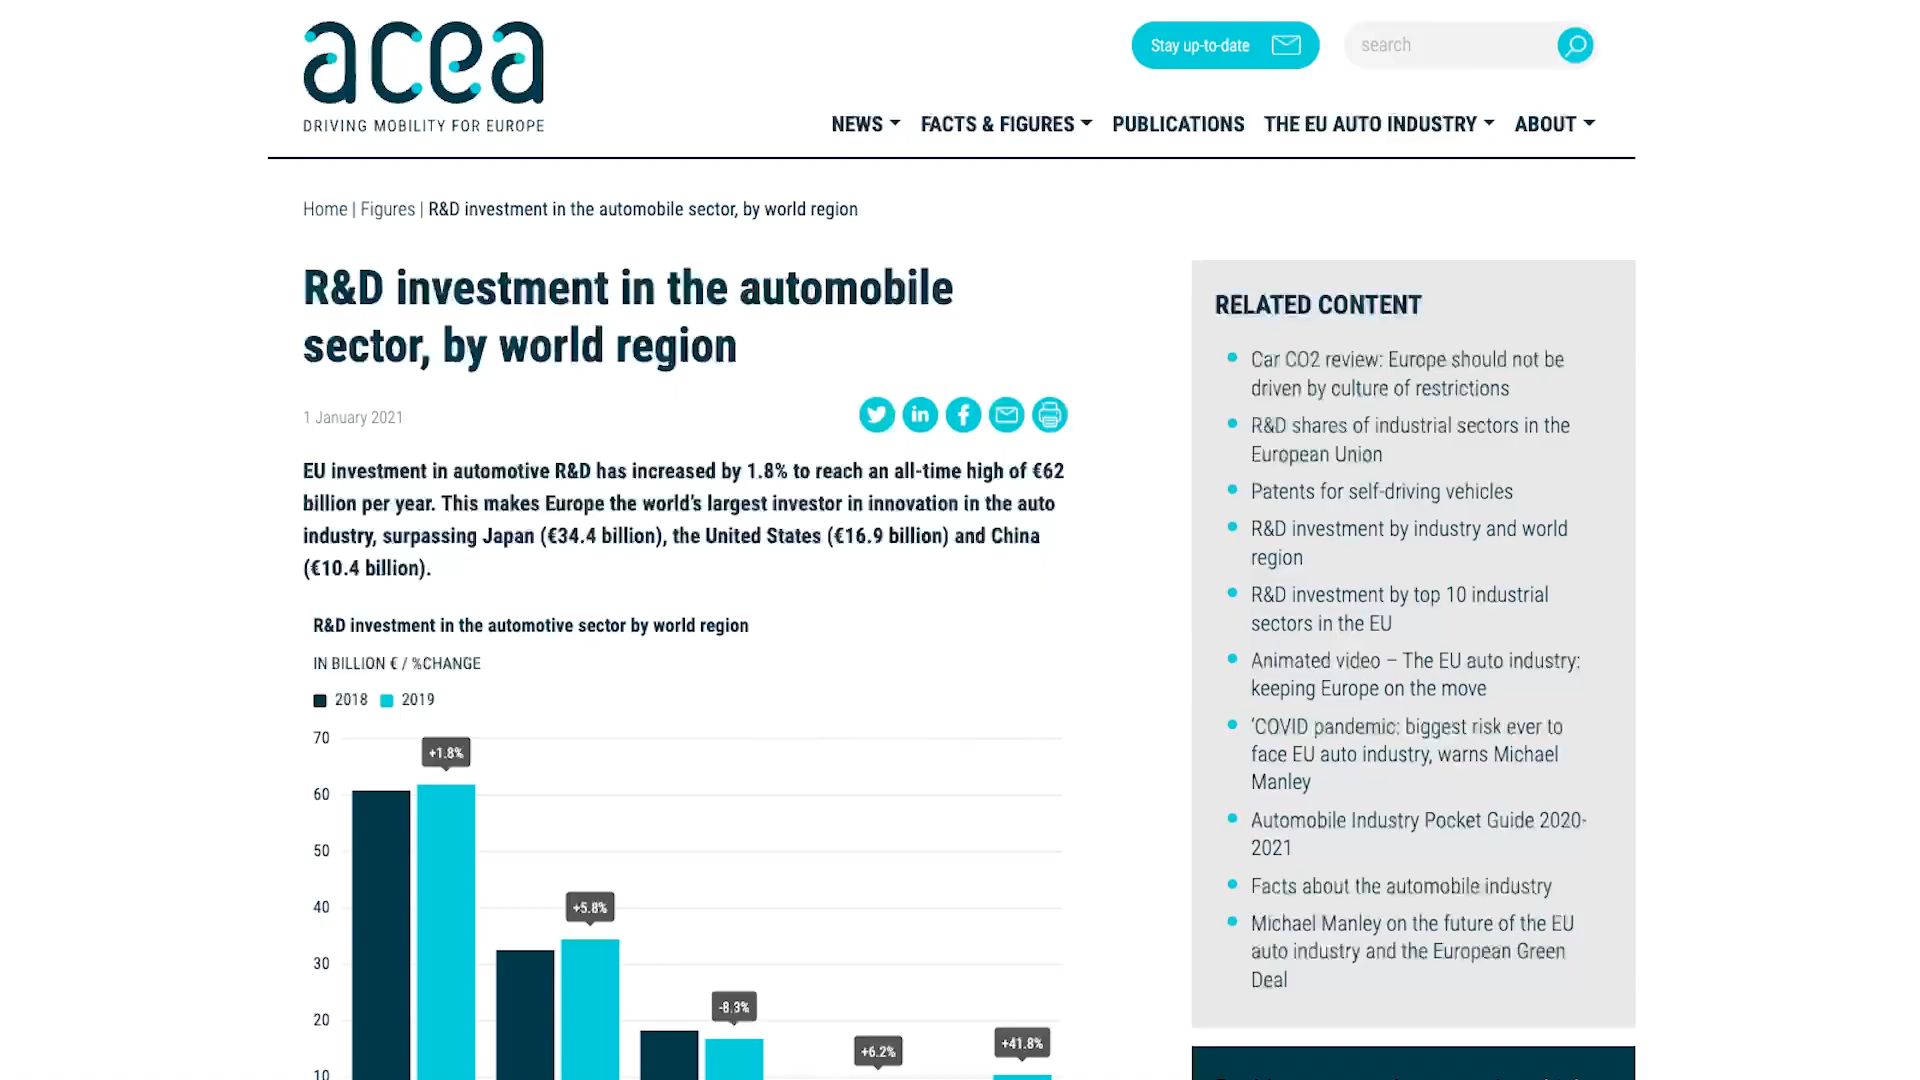 acea
DRIVING MOBILITY FOR EUROPE
Stay up-to-date
search
NEWS
FACTS & FIGURES
PUBLICATIONS
THE EU AUTO INDUSTRY
ABOUT
Home | Figures | R&D investment in the automobile sector, by world region
R&D investment in the automobile
sector, by world region
1 January 2021
EU investment in automotive R&D has increased by 1.8% to reach an all-time high of €62
billion per year. This makes Europe the world's largest investor in innovation in the auto
industry, surpassing Japan (€34.4 billion), the United States (€16.9 billion) and China
(€10.4 billion).
R&D investment in the automotive sector by world region
IN BILLION € / %CHANGE
2018
2019
70
60
50
40
30
20
10
+1.8%
+5.8%
-8.3%
+6.2%
+41.8%
RELATED CONTENT
Car CO2 review: Europe should not be
driven by culture of restrictions
R&D shares of industrial sectors in the
European Union
Patents for self-driving vehicles
R&D investment by industry and world
region
R&D investment by top 10 industrial
sectors in the EU
Animated video – The EU auto industry:
keeping Europe on the move
‘COVID pandemic: biggest risk ever to
face EU auto industry, warns Michael
Manley
Automobile Industry Pocket Guide 2020-
2021
Facts about the automobile industry
Michael Manley on the future of the EU
auto industry and the European Green
Deal